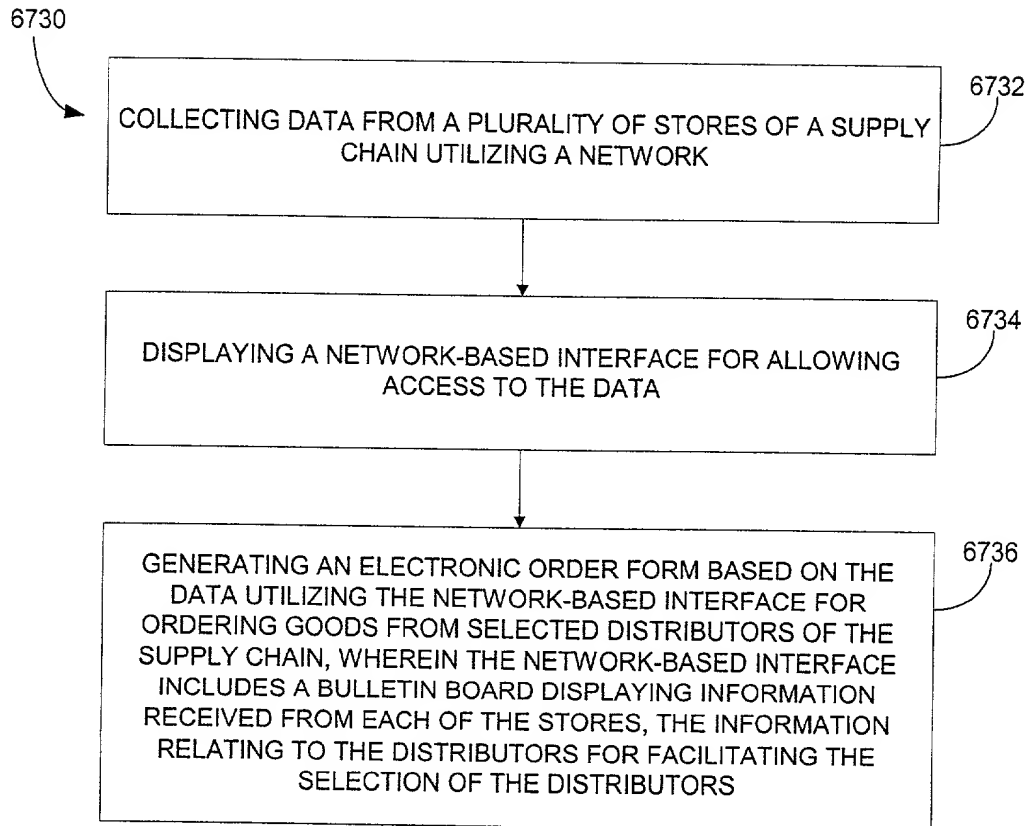 6730
6732
COLLECTING DATA FROM A PLURALITY OF STORES OF A SUPPLY
CHAIN UTILIZING A NETWORK
6734
DISPLAYING A NETWORK-BASED INTERFACE FOR ALLOWING
ACCESS TO THE DATA
6736
GENERATING AN ELECTRONIC ORDER FORM BASED ON THE
DATA UTILIZING THE NETWORK-BASED INTERFACE FOR
ORDERING GOODS FROM SELECTED DISTRIBUTORS OF THE
SUPPLY CHAIN, WHEREIN THE NETWORK-BASED INTERFACE
INCLUDES A BULLETIN BOARD DISPLAYING INFORMATION
RECEIVED FROM EACH OF THE STORES, THE INFORMATION
RELATING TO THE DISTRIBUTORS FOR FACILITATING THE
SELECTION OF THE DISTRIBUTORS